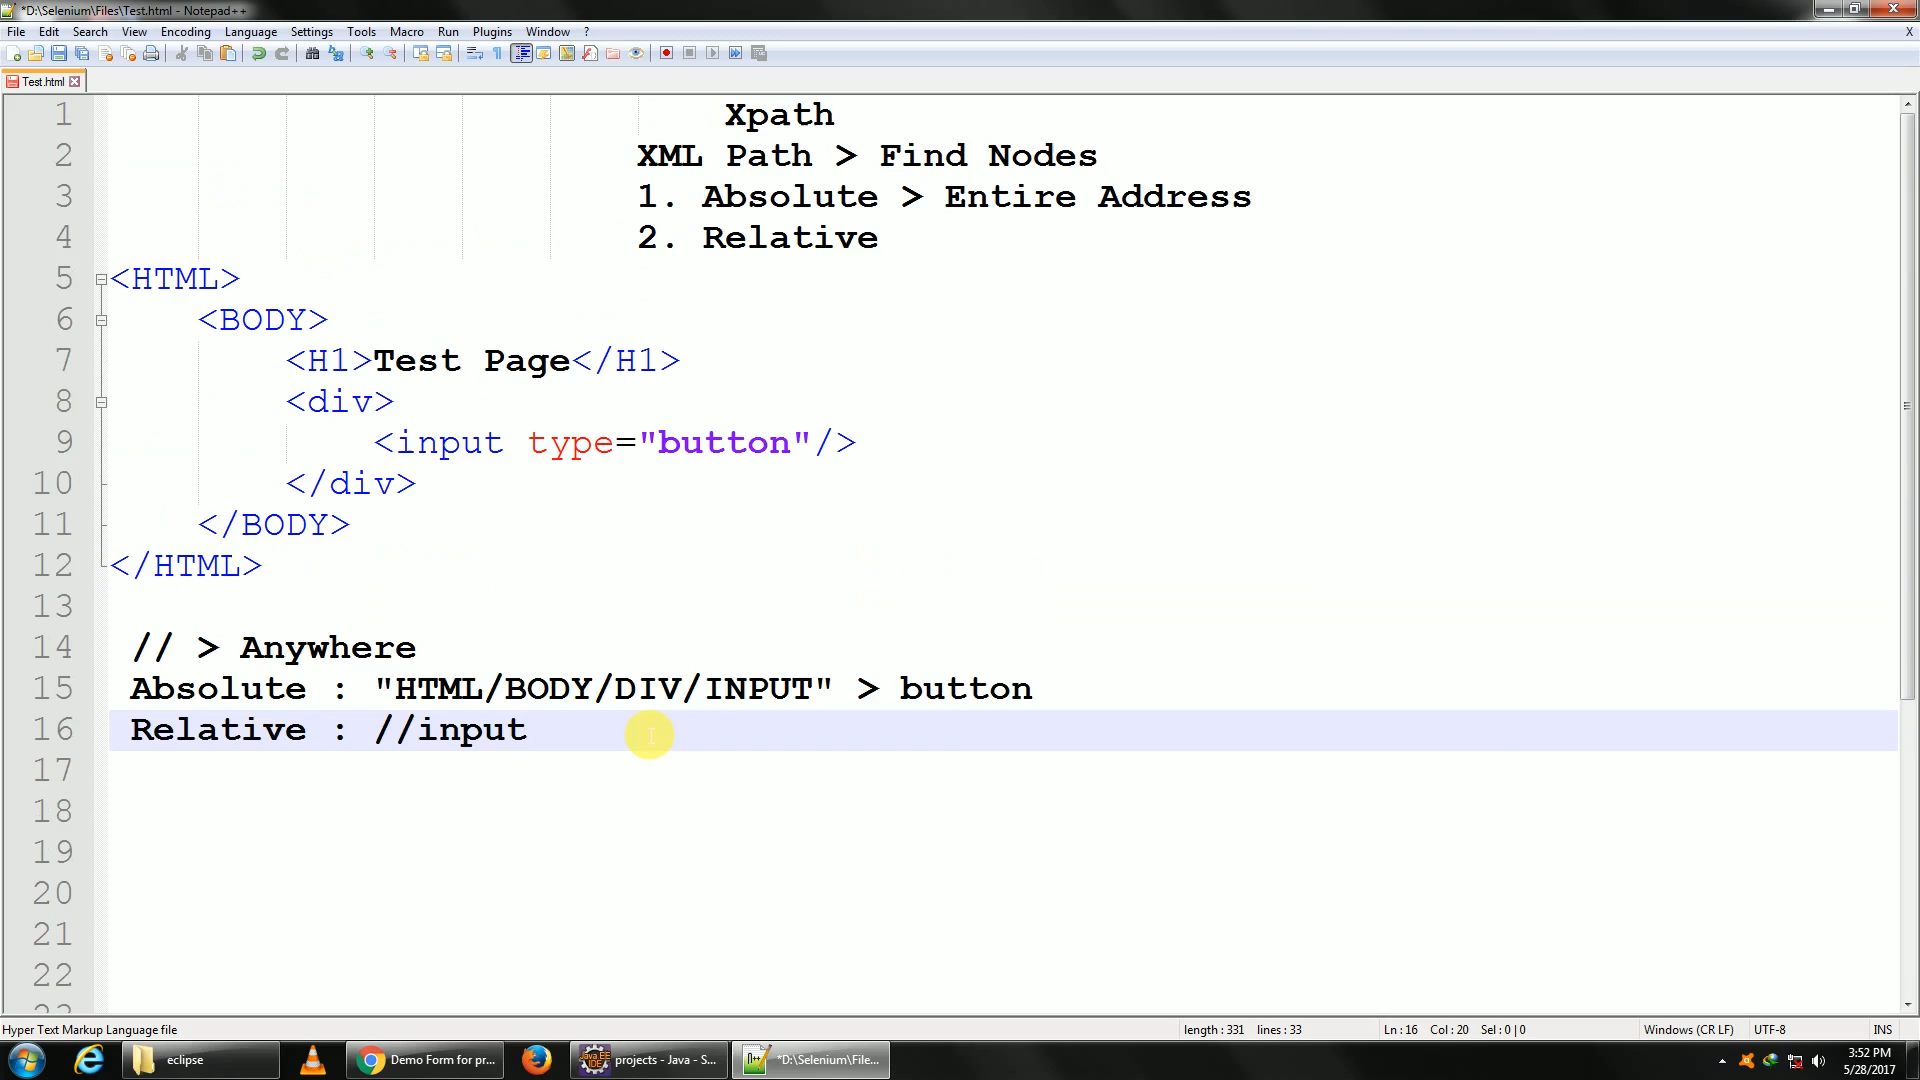 *D:\Selenium\Files\Test.html - Notepad++
File Edit Search View Encoding Language Settings Tools Macro Run Plugins Window ? X
Test.html
1 Xpath
2 XML Path > Find Nodes
3 1. Absolute > Entire Address
4 2. Relative
5 <HTML>
6 <BODY>
7 <H1>Test Page</H1>
8 <div>
9 <input type="button"/>
10 </div>
11 </BODY>
12 </HTML>
13
14 // > Anywhere
15 Absolute : "HTML/BODY/DIV/INPUT" > button
16 Relative : //input
17
18
19
20
21
22
Hyper Text Markup Language file length : 331 lines : 33 Ln : 16 Col : 20 Sel : 0 | 0 Windows (CR LF) UTF-8 INS
eclipse Demo Form for pr... Java EE IDE projects - Java - S... *D:\Selenium\File... 3:52 PM
5/28/2017